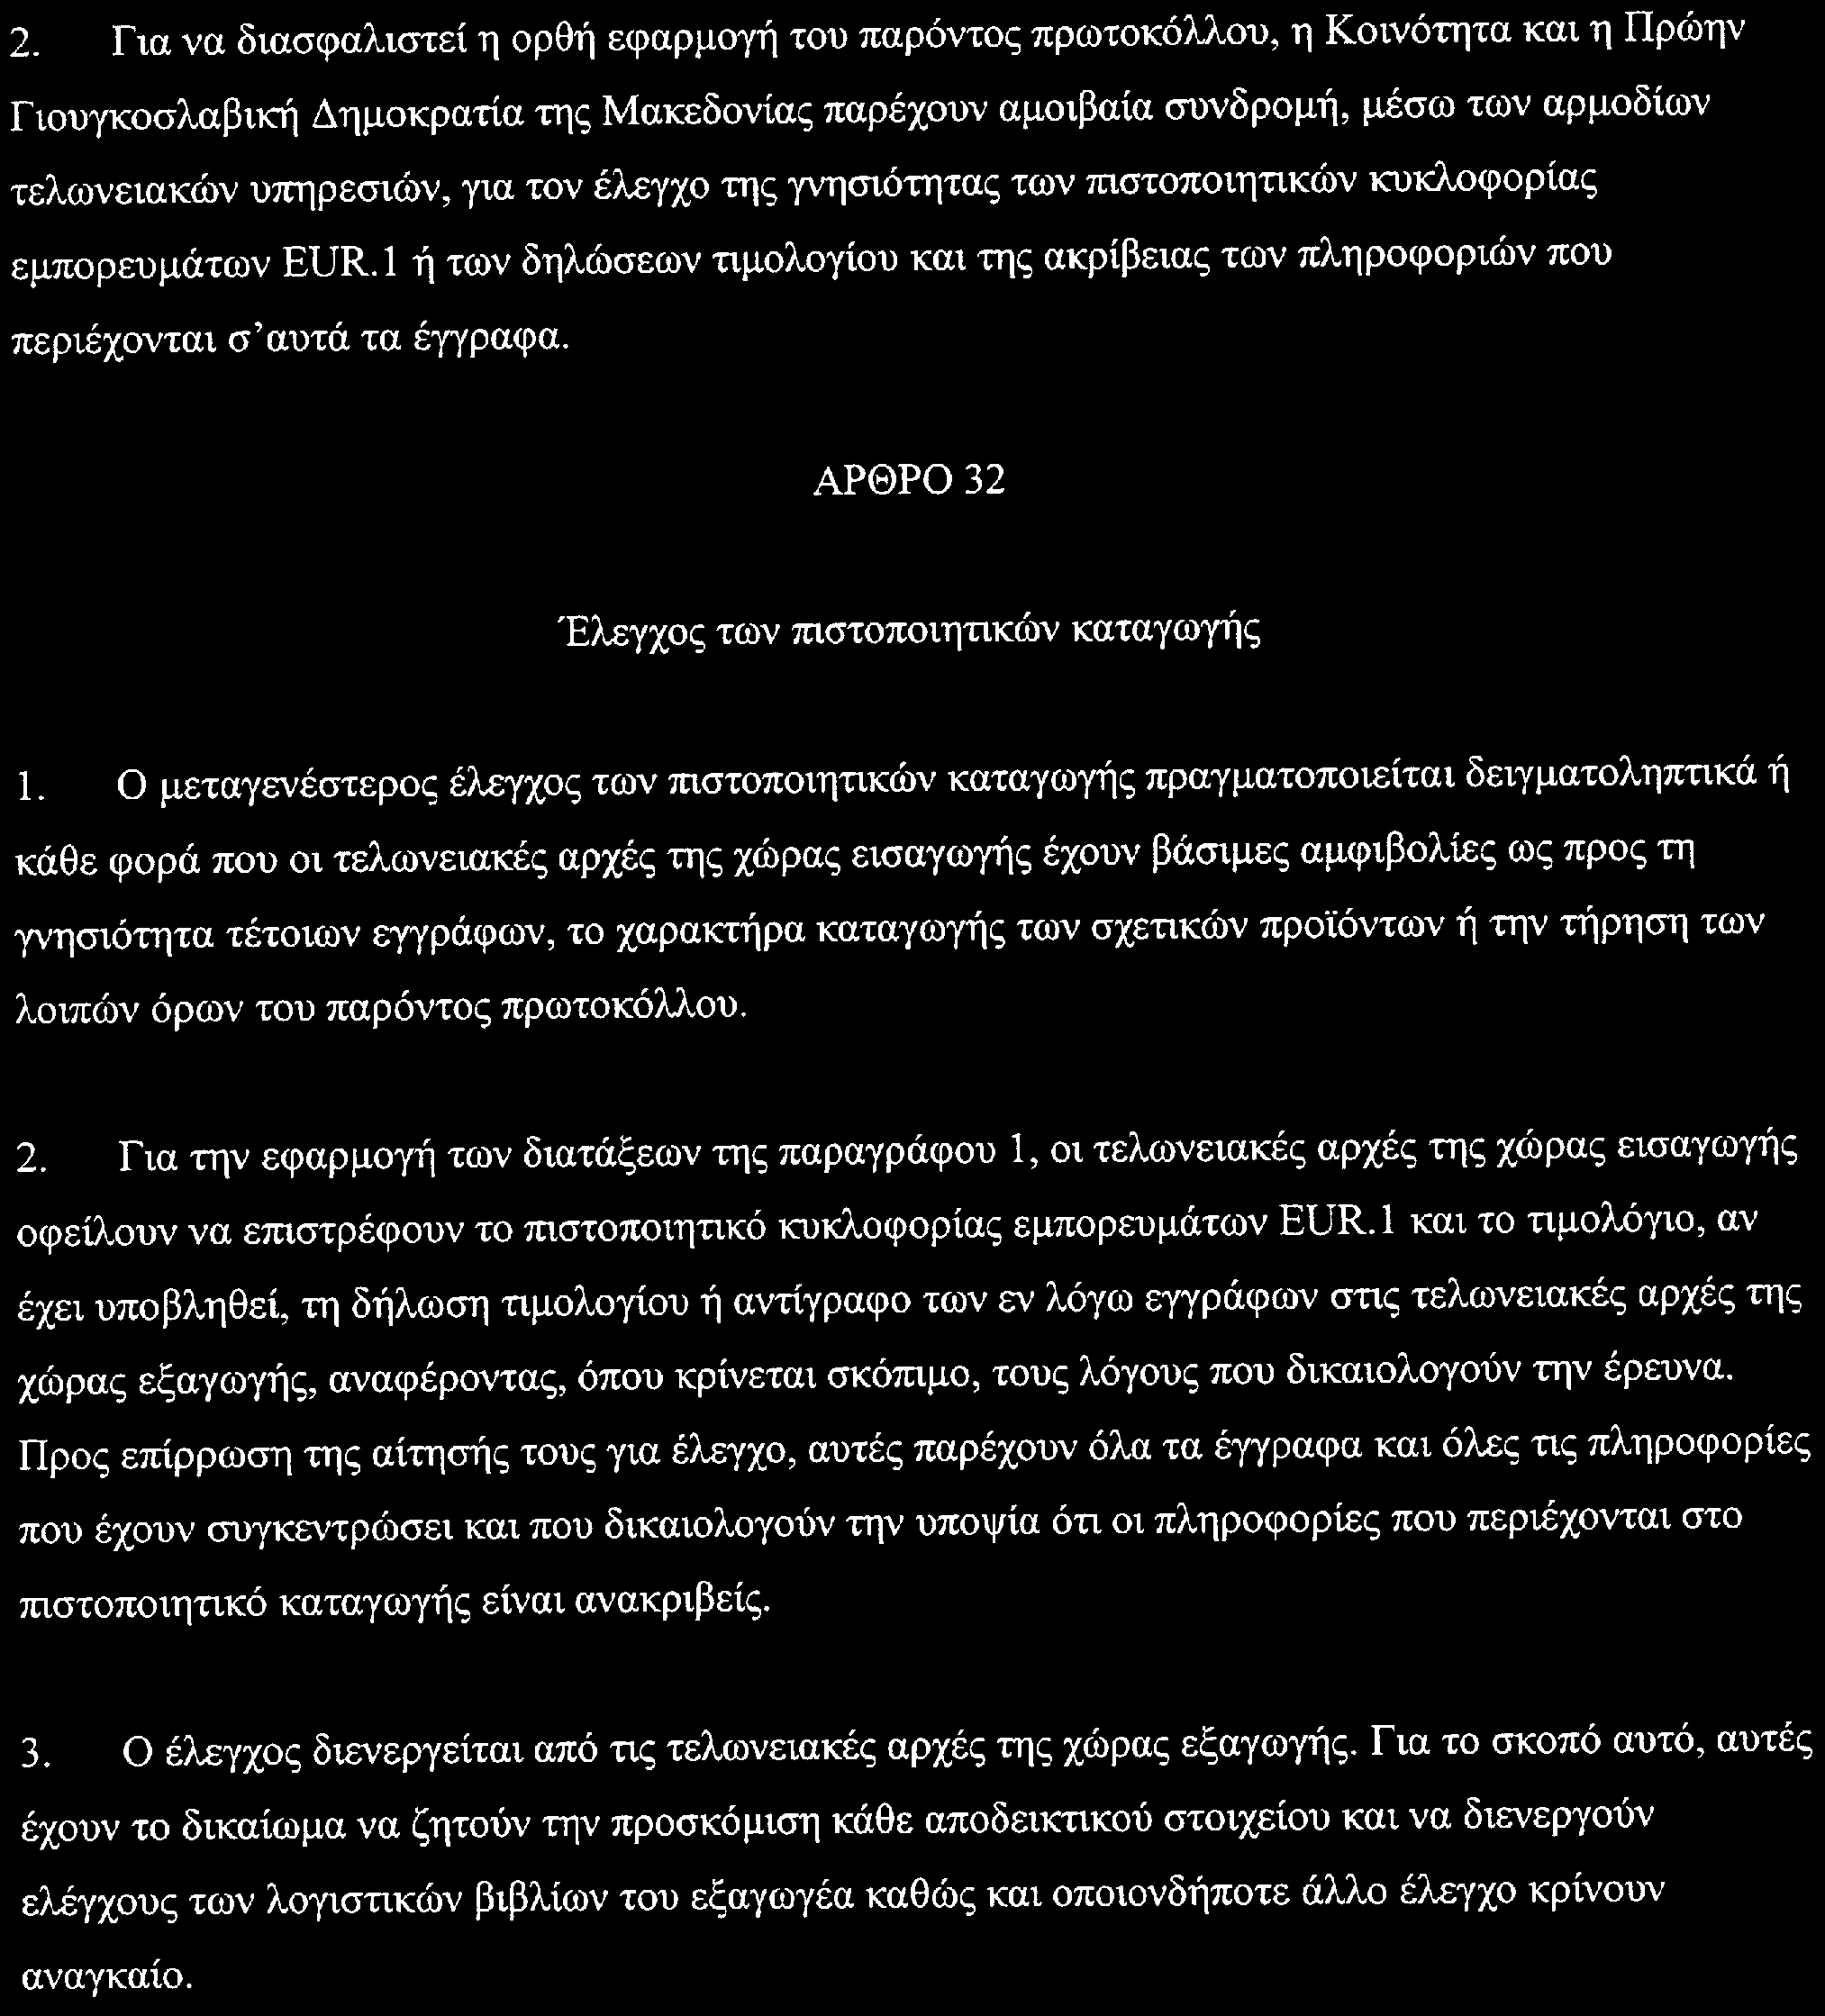 2. Για να διασφαλιστεί η ορθή εφαρμογή του παρόντος πρωτοκόλλου, η Κοινότητα και η Πρώην
Γιουγκοσλαβική Δημοκρατία της Μακεδονίας παρέχουν αμοιβαία συνδρομή, μέσω των αρμοδίων
τελωνειακών υπηρεσιών, για τον έλεγχο της γνησιότητας των πιστοποιητικών κυκλοφορίας
εμπορευμάτων EUR.1 ή των δηλώσεων τιμολογίου και της ακρίβειας των πληροφοριών που
περιέχονται σ’αυτά τα έγγραφα.
ΑΡΘΡΟ 32
Έλεγχος των πιστοποιητικών καταγωγής
1. Ο μεταγενέστερος έλεγχος των πιστοποιητικών καταγωγής πραγματοποιείται δειγματοληπτικά ή
κάθε φορά που οι τελωνειακές αρχές της χώρας εισαγωγής έχουν βάσιμες αμφιβολίες ως προς τη
γνησιότητα τέτοιων εγγράφων, το χαρακτήρα καταγωγής των σχετικών προϊόντων ή την τήρηση των
λοιπών όρων του παρόντος πρωτοκόλλου.
2. Για την εφαρμογή των διατάξεων της παραγράφου 1, οι τελωνειακές αρχές της χώρας εισαγωγής
οφείλουν να επιστρέφουν το πιστοποιητικό κυκλοφορίας εμπορευμάτων EUR.1 και το τιμολόγιο, αν
έχει υποβληθεί, τη δήλωση τιμολογίου ή αντίγραφο των εν λόγω εγγράφων στις τελωνειακές αρχές της
χώρας εξαγωγής, αναφέροντας, όπου κρίνεται σκόπιμο, τους λόγους που δικαιολογούν την έρευνα.
Προς επίρρωση της αίτησής τους για έλεγχο, αυτές παρέχουν όλα τα έγγραφα και όλες τις πληροφορίες
που έχουν συγκεντρώσει και που δικαιολογούν την υποψία ότι οι πληροφορίες που περιέχονται στο
πιστοποιητικό καταγωγής είναι ανακριβείς.
3. Ο έλεγχος διενεργείται από τις τελωνειακές αρχές της χώρας εξαγωγής. Για το σκοπό αυτό, αυτές
έχουν το δικαίωμα να ζητούν την προσκόμιση κάθε αποδεικτικού στοιχείου και να διενεργούν
ελέγχους των λογιστικών βιβλίων του εξαγωγέα καθώς και οποιονδήποτε άλλο έλεγχο κρίνουν
αναγκαίο.